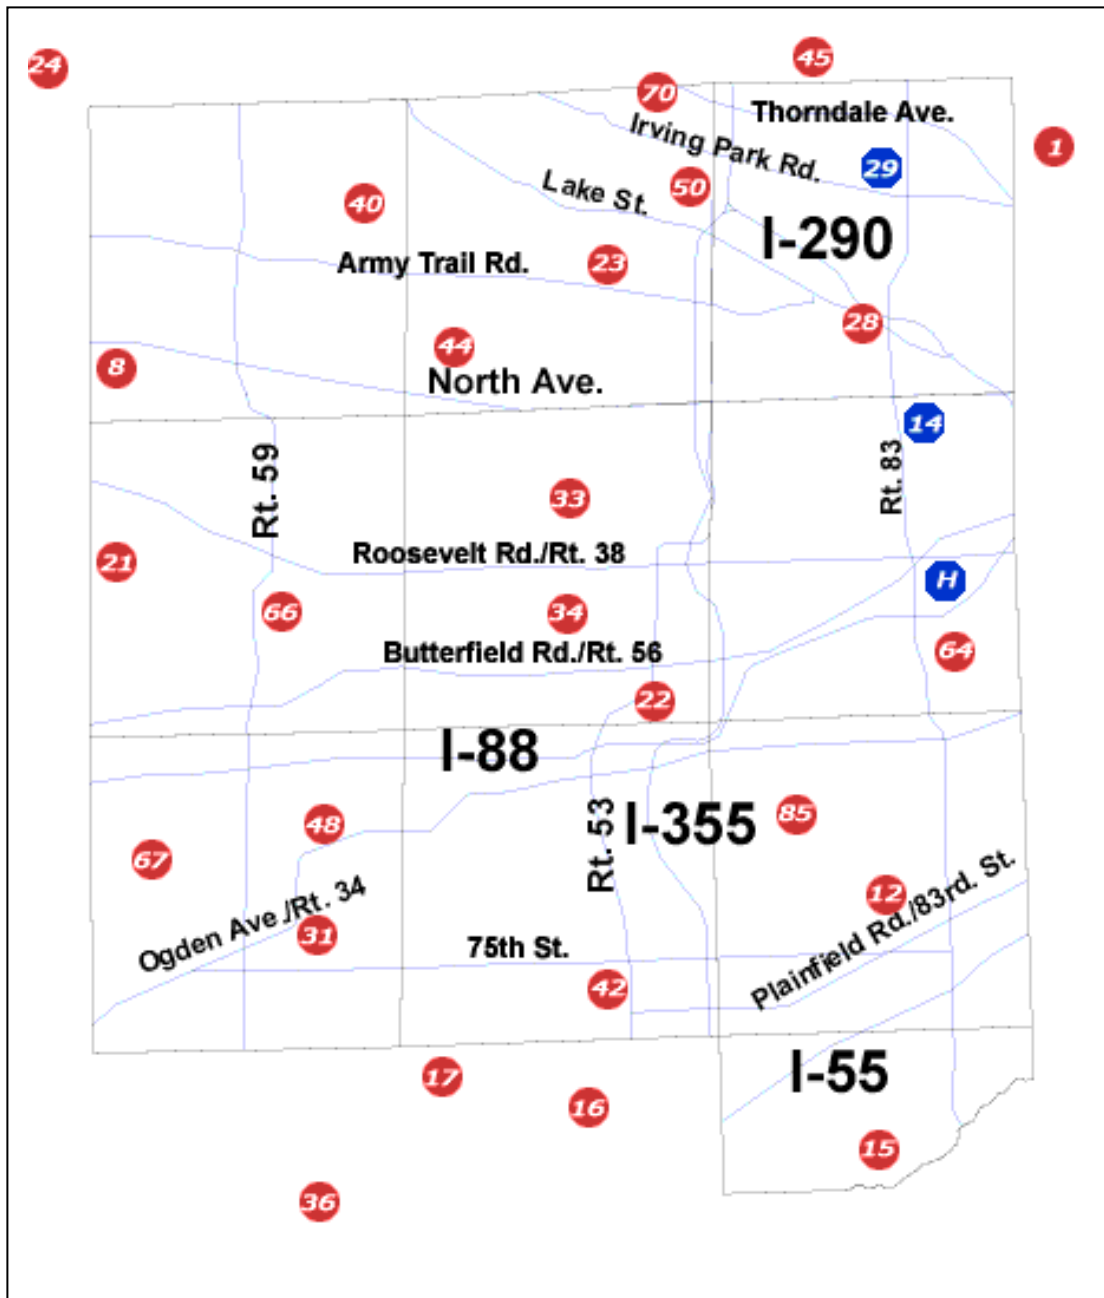 24
45
70
Thorndale Ave.
Irving Park Rd.
1
29
50
Lake St.
40
I-290
Army Trail Rd.
23
28
44
8
North Ave.
14
Rt. 83
Rt. 59
33
Roosevelt Rd./Rt. 38
21
H
66
34
Butterfield Rd./Rt. 56
64
22
I-88
48
Rt. 53
I-355
85
67
12
Ogden Ave./Rt. 34
31
75th St.
Plainfield Rd./83rd. St.
42
17
I-55
16
15
36